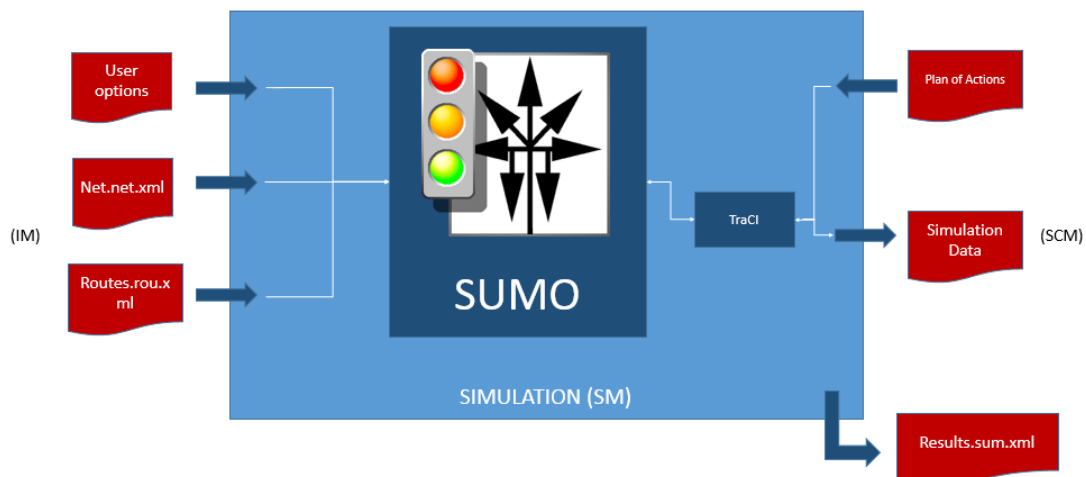 User
options
Net.net.xml
(IM)
Routes.rou.x
ml
SUMO
SIMULATION (SM)
TraCI
Plan of Actions
Simulation
Data
(SCM)
Results.sum.xml